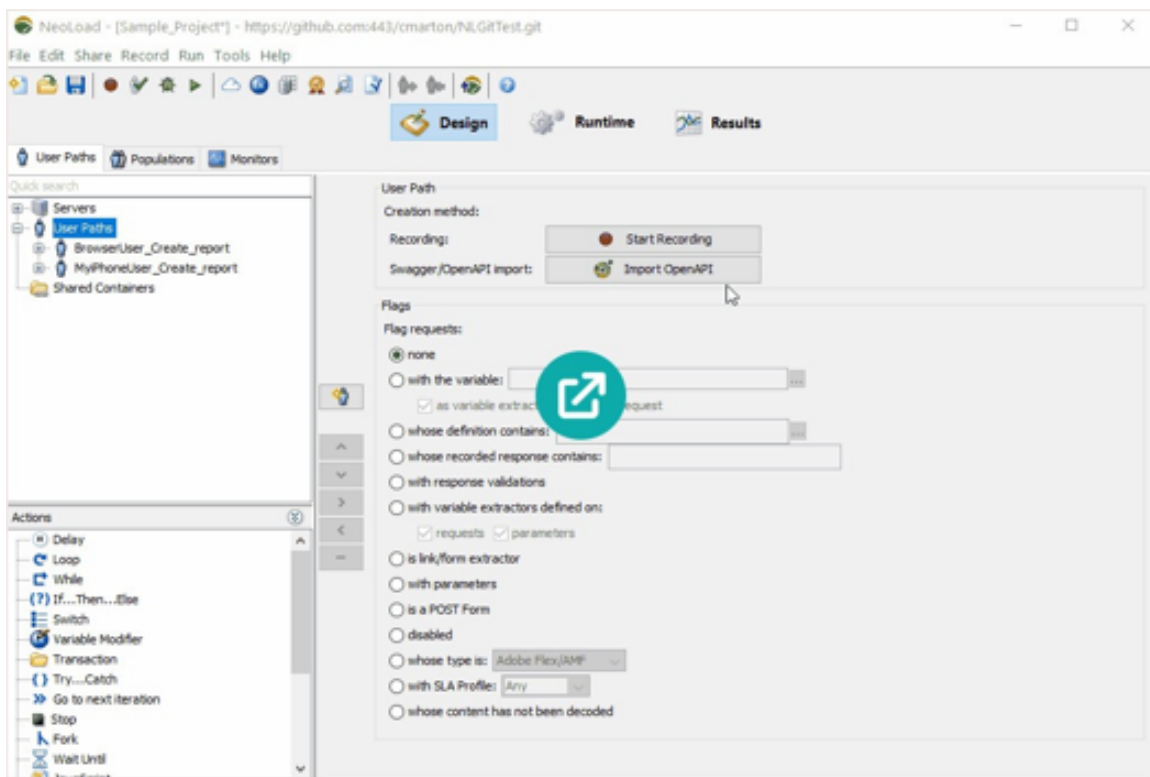 NeoLoad - [Sample_Project*] - https://github.com:443/cmarton/NLGitTest.git
File Edit Share Record Run Tools Help
Design Runtime Results
User Paths Populations Monitors
Quick search
Servers
User Paths
BrowserUser_Create_report
MyiPhoneUser_Create_report
Shared Containers
Actions
Delay
Loop
While
(?) If...Then...Else
Switch
Variable Modifier
Transaction
{} Try...Catch
Go to next iteration
Stop
Fork
Wait Until
JavaScript
User Path
Creation method:
Recording: Start Recording
Swagger/OpenAPI import: Import OpenAPI
Flags
Flag requests:
none
with the variable: ...
as variable extrac equest
whose definition contains: ...
whose recorded response contains:
with response validations
with variable extractors defined on:
requests parameters
is link/form extractor
with parameters
is a POST Form
disabled
whose type is: Adobe Flex/AMF
with SLA Profile: Any
whose content has not been decoded